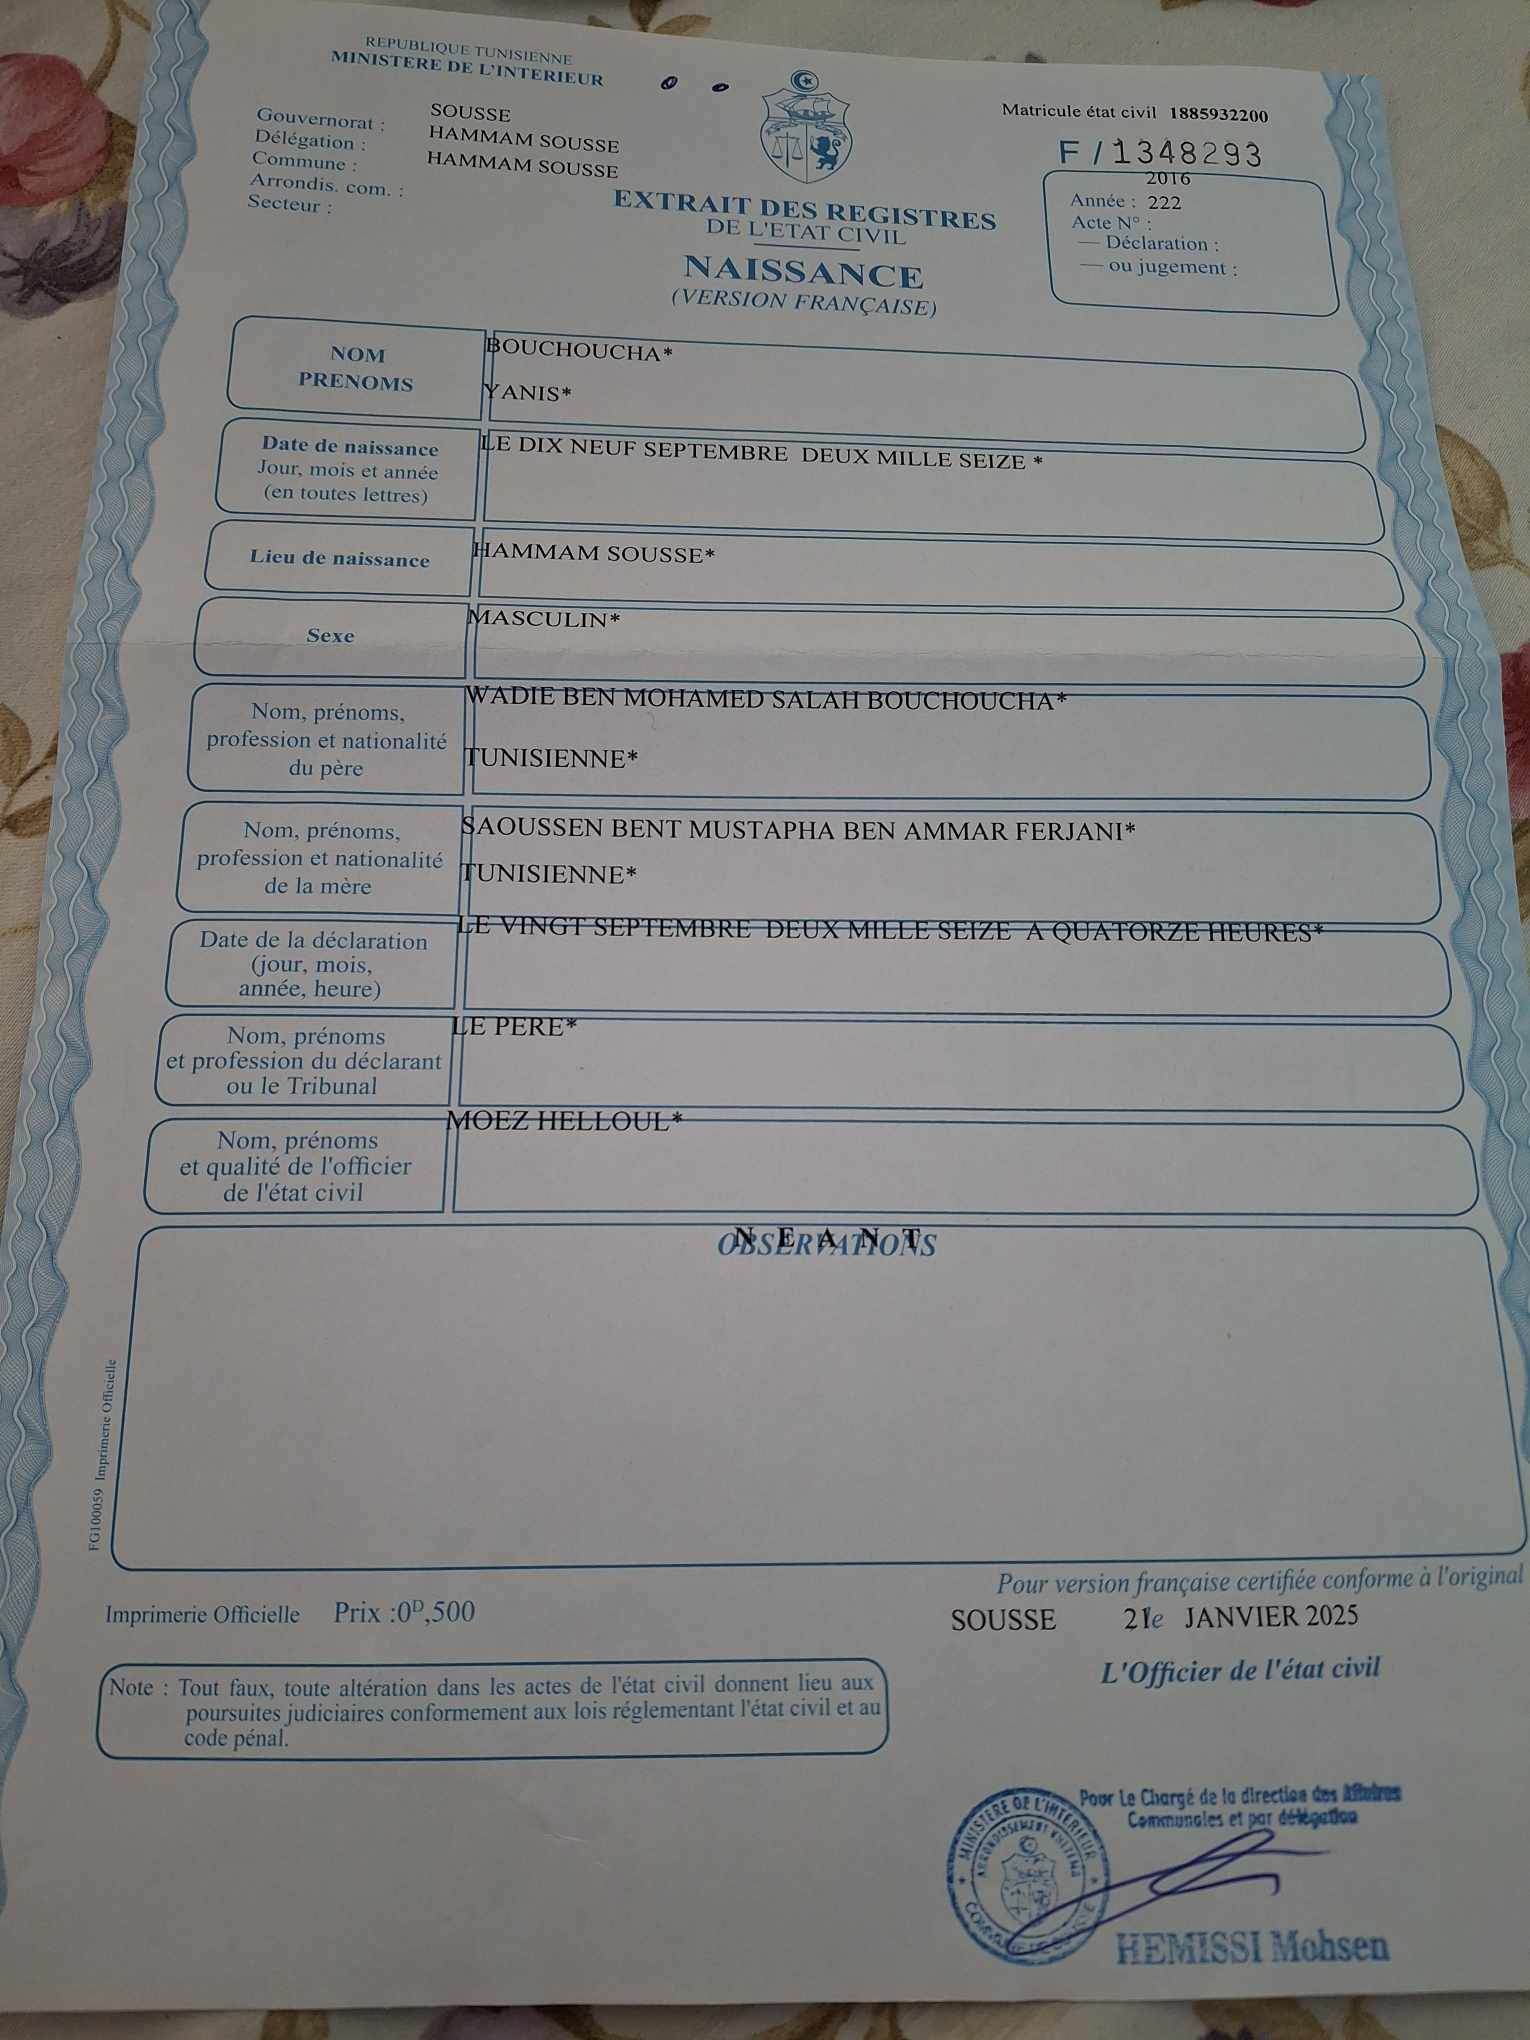 REPUBLIQUE TUNISIENNE
MINISTERE DE L'INTERIEUR
Gouvernorat : SOUSSE
Délégation : HAMMAM SOUSSE
Commune : HAMMAM SOUSSE
Arrondis. com. :
Secteur :
Matricule état civil 1885932200
F / 1348293
2016
Année : 222
Acte N° :
— Déclaration :
— ou jugement :
EXTRAIT DES REGISTRES
DE L'ETAT CIVIL
NAISSANCE
(VERSION FRANÇAISE)
NOM
PRENOMS
BOUCHOUCHA*
YANIS*
Date de naissance
Jour, mois et année
(en toutes lettres)
LE DIX NEUF SEPTEMBRE DEUX MILLE SEIZE *
Lieu de naissance
HAMMAM SOUSSE*
Sexe
MASCULIN*
Nom, prénoms,
profession et nationalité
du père
WADIE BEN MOHAMED SALAH BOUCHOUCHA*
TUNISIENNE*
Nom, prénoms,
profession et nationalité
de la mère
SAOUSSEN BENT MUSTAPHA BEN AMMAR FERJANI*
TUNISIENNE*
Date de la déclaration
(jour, mois,
année, heure)
LE VINGT SEPTEMBRE DEUX MILLE SEIZE A QUATORZE HEURES*
Nom, prénoms
et profession du déclarant
ou le Tribunal
LE PERE*
Nom, prénoms
et qualité de l'officier
de l'état civil
MOEZ HELLOUL*
N E A N T
OBSERVATIONS
FG100059 Imprimerie Officielle
Pour version française certifiée conforme à l'original
Imprimerie Officielle Prix :0ᴰ,500
SOUSSE 21 le JANVIER 2025
L'Officier de l'état civil
Note : Tout faux, toute altération dans les actes de l'état civil donnent lieu aux
poursuites judiciaires conformement aux lois réglementant l'état civil et au
code pénal.
Pour Le Chargé de la direction des Affaires
Communales et par délégation
MINISTERE DE L'INTERIEUR
ARRONDISSEMENT
HEMISSI Mohsen